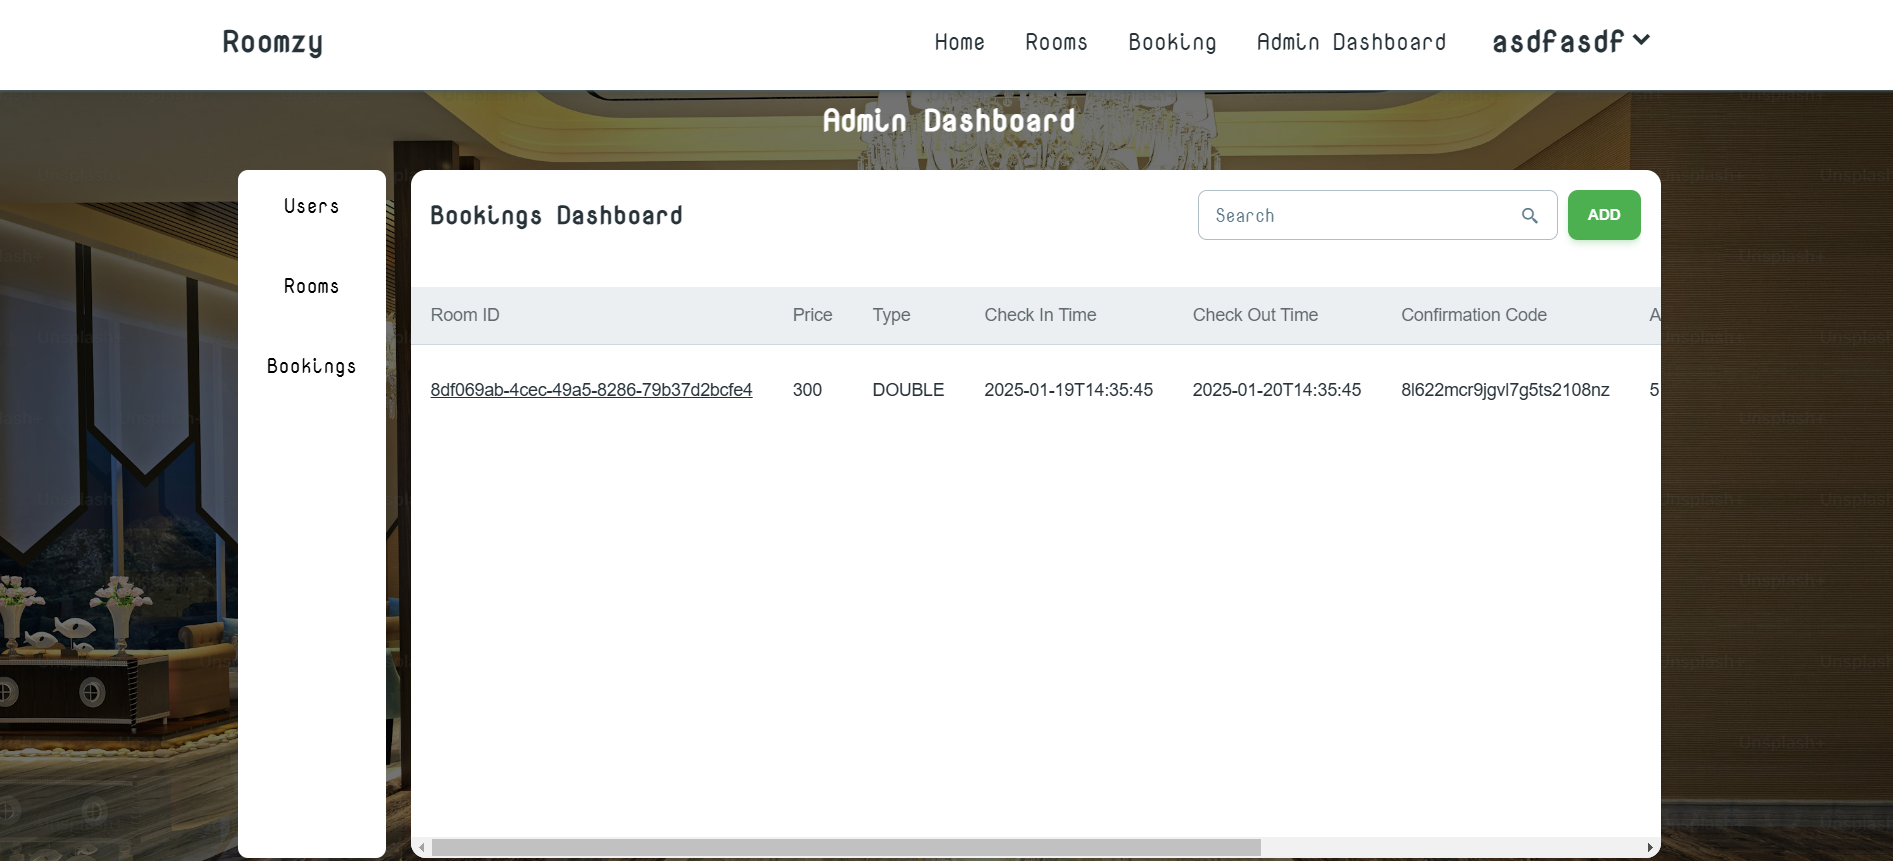 Roomzy
Home Rooms Booking Admin Dashboard asdfasdf
Admin Dashboard
Users
Rooms
Bookings
Bookings Dashboard
Search
ADD
Room ID Price Type Check In Time Check Out Time Confirmation Code A
8df069ab-4cec-49a5-8286-79b37d2bcfe4 300 DOUBLE 2025-01-19T14:35:45 2025-01-20T14:35:45 8l622mcr9jgvl7g5ts2108nz 5
Unsplash+